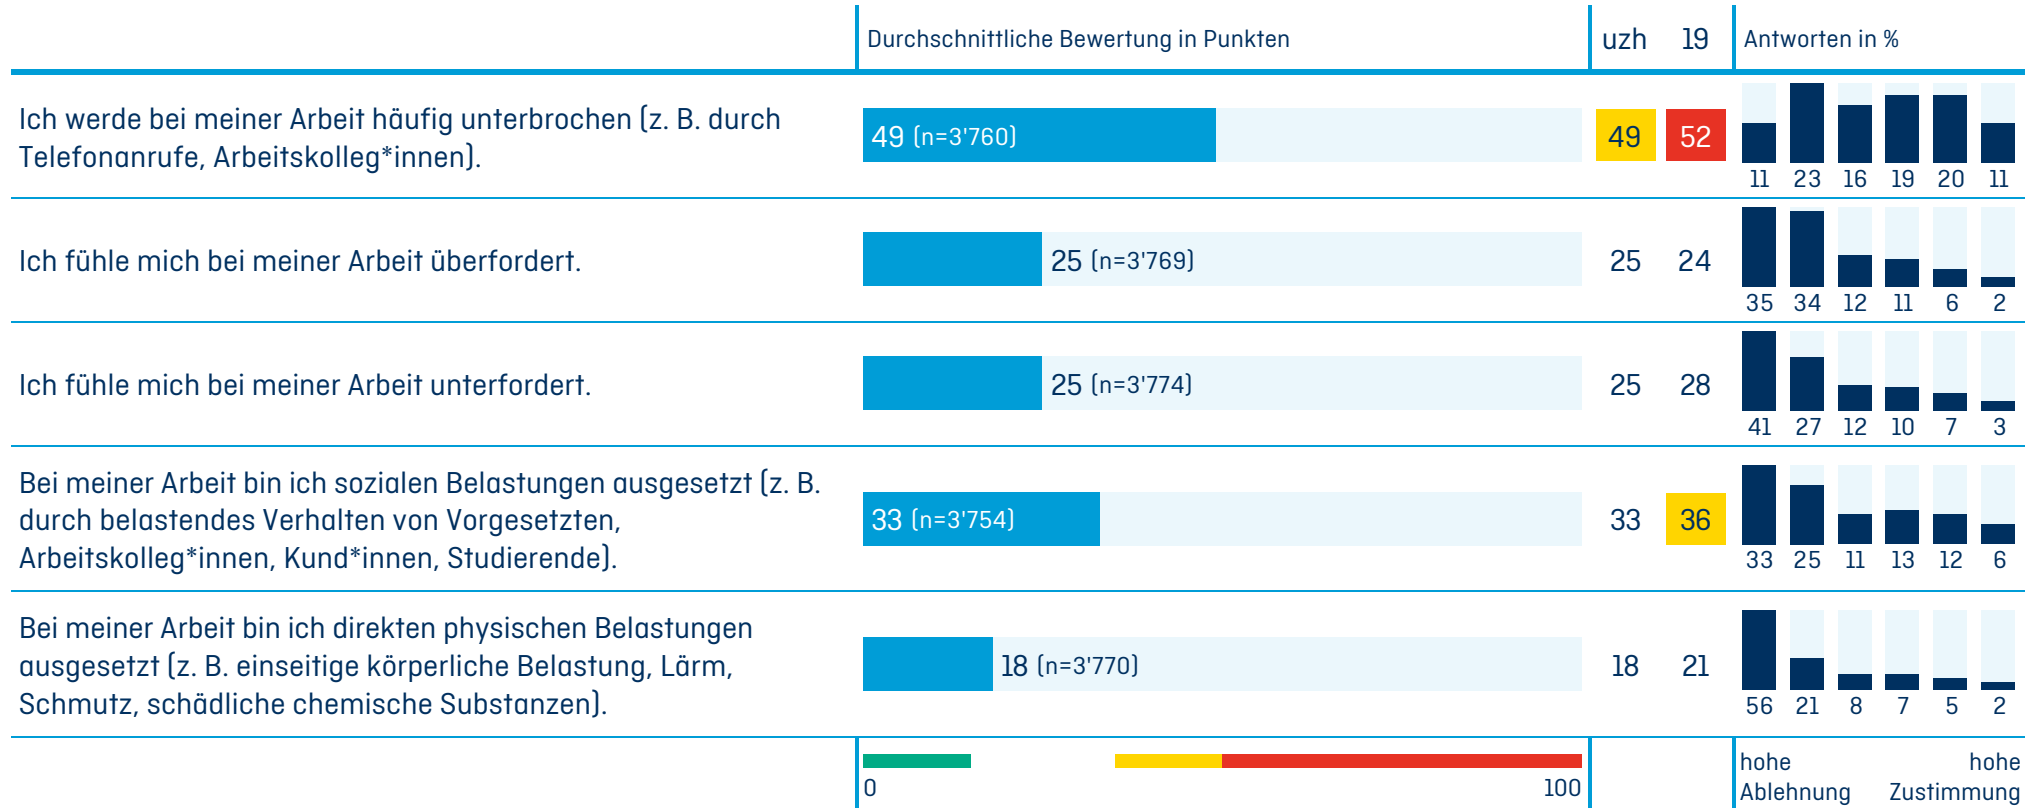 Durchschnittliche Bewertung in Punkten uzh 19 Antworten in %
Ich werde bei meiner Arbeit häufig unterbrochen (z. B. durch
Telefonanrufe, Arbeitskolleg*innen).
49 (n=3'760) 49 52
11 23 16 19 20 11
Ich fühle mich bei meiner Arbeit überfordert.
25 (n=3'769) 25 24
35 34 12 11 6 2
Ich fühle mich bei meiner Arbeit unterfordert.
25 (n=3'774) 25 28
41 27 12 10 7 3
Bei meiner Arbeit bin ich sozialen Belastungen ausgesetzt (z. B.
durch belastendes Verhalten von Vorgesetzten,
Arbeitskolleg*innen, Kund*innen, Studierende).
33 (n=3'754) 33 36
33 25 11 13 12 6
Bei meiner Arbeit bin ich direkten physischen Belastungen
ausgesetzt (z. B. einseitige körperliche Belastung, Lärm,
Schmutz, schädliche chemische Substanzen).
18 (n=3'770) 18 21
56 21 8 7 5 2
0 100
hohe Ablehnung
hohe Zustimmung